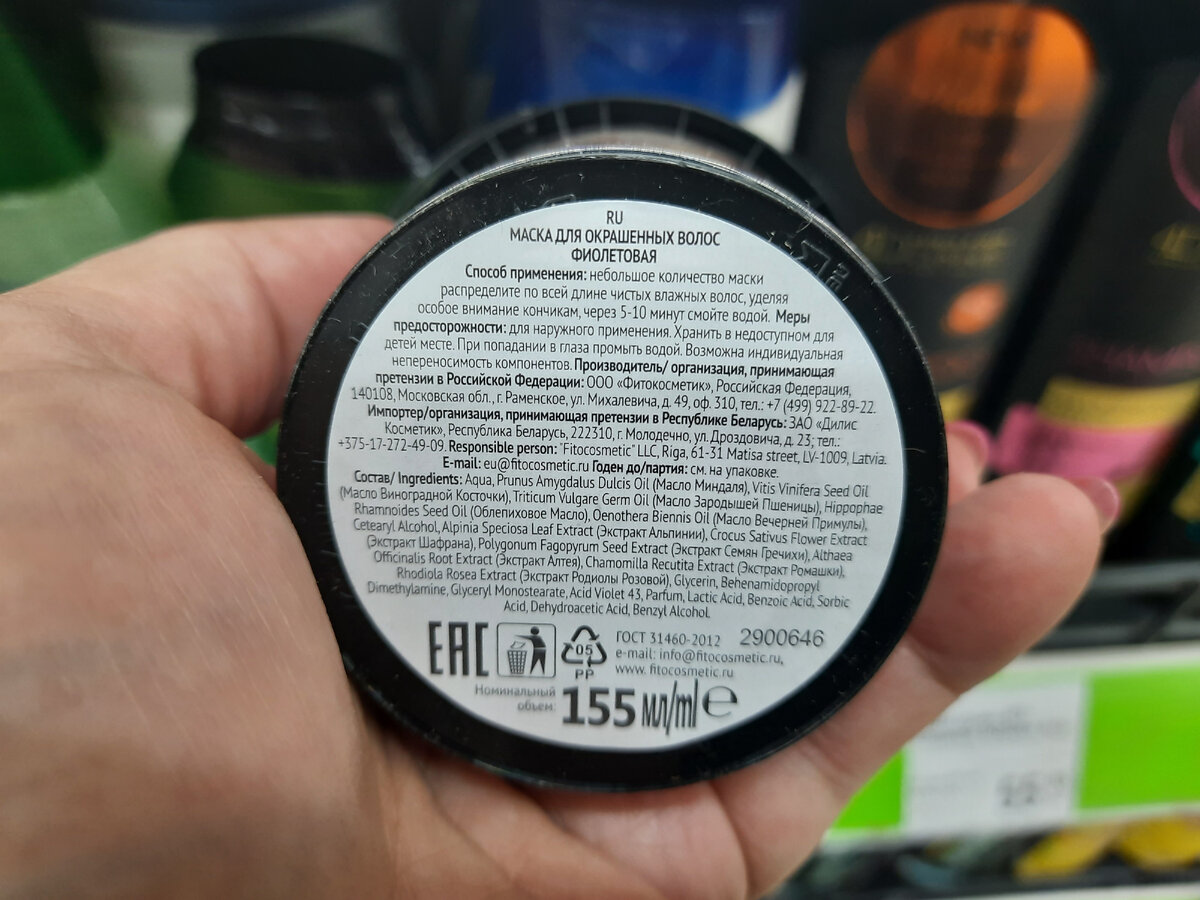 RU
МАСКА ДЛЯ ОКРАШЕННЫХ ВОЛОС
ФИОЛЕТОВАЯ
Способ применения: небольшое количество маски
распределите по всей длине чистых влажных волос, уделяя
особое внимание кончикам, через 5-10 минут смойте водой. Меры
предосторожности: для наружного применения. Хранить в недоступном для
детей месте. При попадании в глаза промыть водой. Возможна индивидуальная
непереносимость компонентов. Производитель/ организация, принимающая
претензии в Российской Федерации: ООО «Фитокосметик», Российская Федерация,
140108, Московская обл., г. Раменское, ул. Михалевича, д. 49, оф. 310, тел.: +7 (499) 922-89-22.
Импортер/организация, принимающая претензии в Республике Беларусь: ЗАО «Дилис
Косметик», Республика Беларусь, 222310, г. Молодечно, ул. Дроздовича, д. 23; тел.:
+375-17-272-49-09. Responsible person: "Fitocosmetic" LLC, Riga, 61-31 Matisa street, LV-1009, Latvia.
E-mail: eu@fitocosmetic.ru Годен до/партия: см. на упаковке.
Состав/ Ingredients: Aqua, Prunus Amygdalus Dulcis Oil (Масло Миндаля), Vitis Vinifera Seed Oil
(Масло Виноградной Косточки), Triticum Vulgare Germ Oil (Масло Зародышей Пшеницы), Hippophae
Rhamnoides Seed Oil (Облепиховое Масло), Oenothera Biennis Oil (Масло Вечерней Примулы),
Cetearyl Alcohol, Alpinia Speciosa Leaf Extract (Экстракт Альпинии), Crocus Sativus Flower Extract
(Экстракт Шафрана), Polygonum Fagopyrum Seed Extract (Экстракт Семян Гречихи), Althaea
Officinalis Root Extract (Экстракт Алтея), Chamomilla Recutita Extract (Экстракт Ромашки),
Rhodiola Rosea Extract (Экстракт Родиолы Розовой), Glycerin, Behenamidopropyl
Dimethylamine, Glyceryl Monostearate, Acid Violet 43, Parfum, Lactic Acid, Benzoic Acid, Sorbic
Acid, Dehydroacetic Acid, Benzyl Alcohol.
EAC
05
PP
ГОСТ 31460-2012 2900646
e-mail: info@fitocosmetic.ru,
www. fitocosmetic.ru
Номинальный
объем: 155 мл/ml e